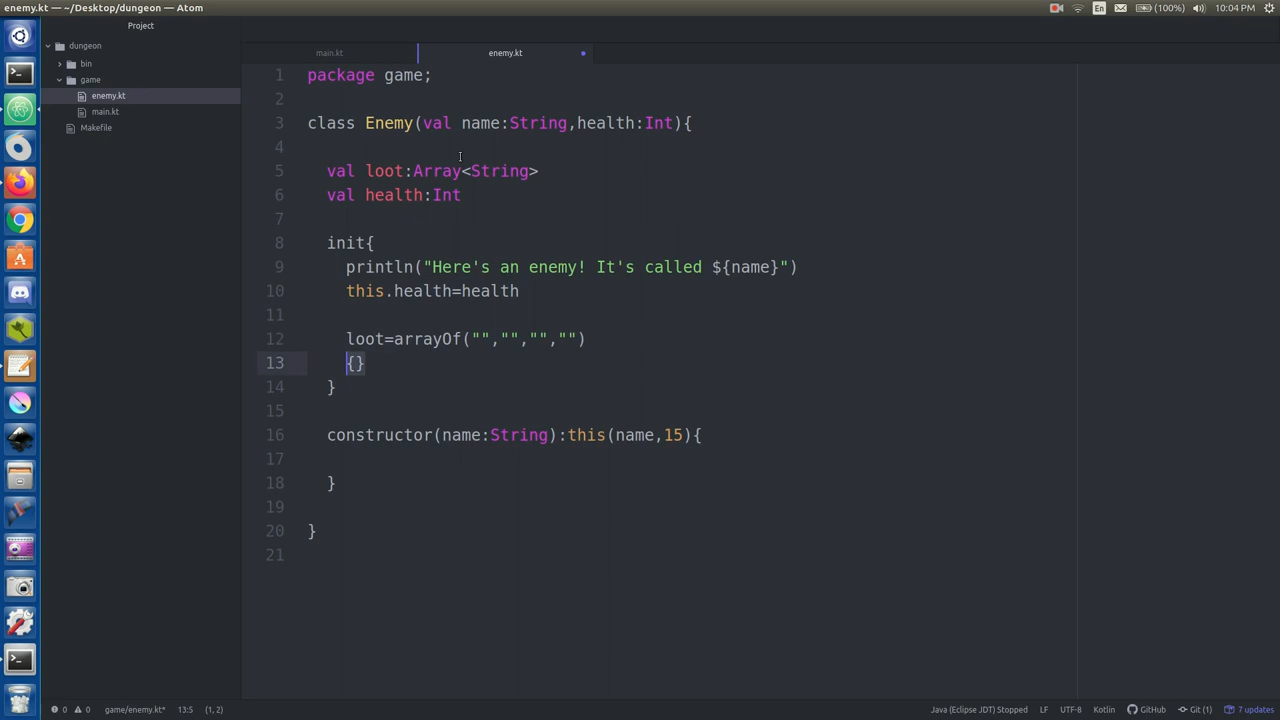 enemy.kt — ~/Desktop/dungeon — Atom
En
(100%)
10:04 PM
Project
dungeon
bin
game
enemy.kt
main.kt
Makefile
main.kt
enemy.kt
1 package game;
2
3 class Enemy(val name:String,health:Int){
4
5 val loot:Array<String>
6 val health:Int
7
8 init{
9 println("Here's an enemy! It's called ${name}")
10 this.health=health
11
12 loot=arrayOf("","","","")
13 {}
14 }
15
16 constructor(name:String):this(name,15){
17
18 }
19
20 }
21
0 0 game/enemy.kt* 13:5 (1, 2)
Java (Eclipse JDT) Stopped LF UTF-8 Kotlin GitHub Git (1) 7 updates